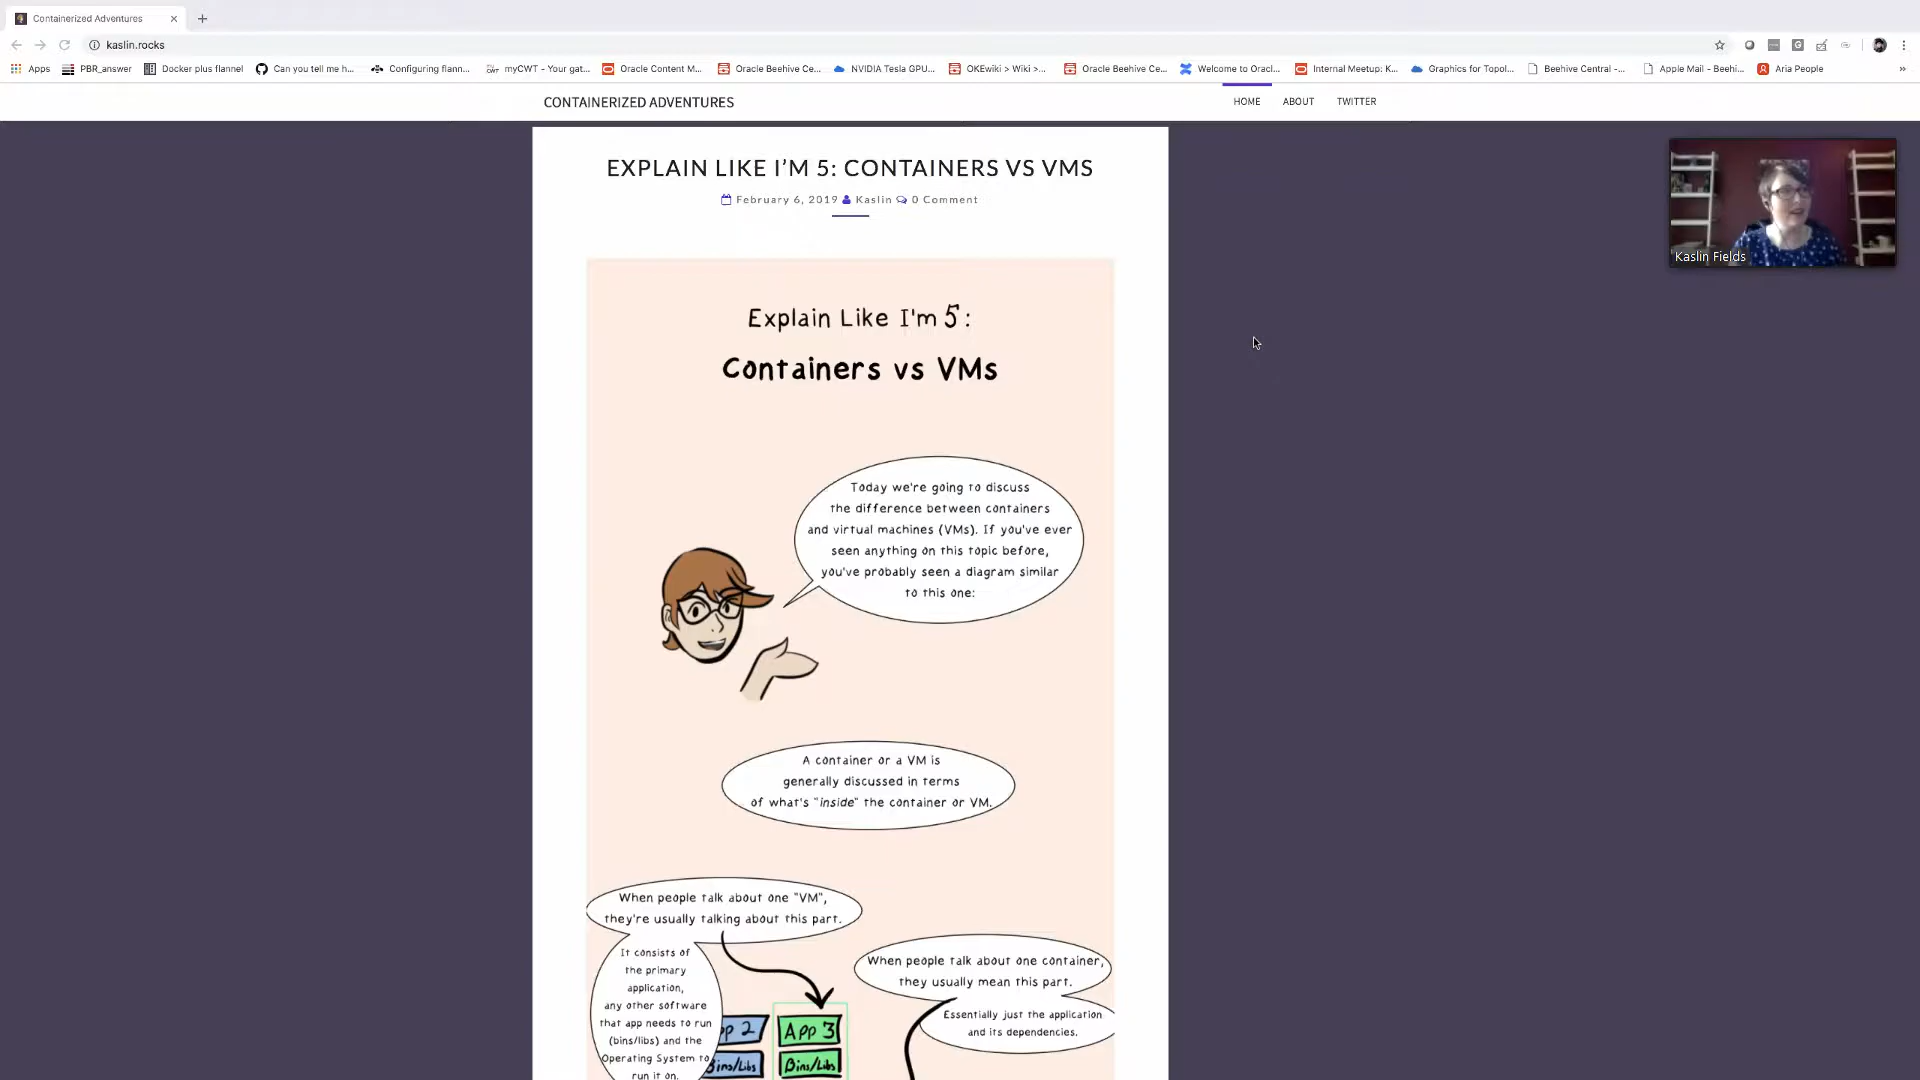 Containerized Adventures
kaslin.rocks
Apps
PBR_answer
Docker plus flannel
Can you tell me h...
Configuring flann...
myCWT - Your gat...
Oracle Content M...
Oracle Beehive Ce...
NVIDIA Tesla GPU...
OKEwiki > Wiki >...
Oracle Beehive Ce...
Welcome to Oracl...
Internal Meetup: K...
Graphics for Topol...
Beehive Central -...
Apple Mail - Beehi...
Aria People
CONTAINERIZED ADVENTURES
HOME
ABOUT
TWITTER
EXPLAIN LIKE I'M 5: CONTAINERS VS VMS
February 6, 2019 Kaslin 0 Comment
Kaslin Fields
Explain Like I'm 5:
Containers vs VMs
Today we're going to discuss
the difference between containers
and virtual machines (VMs). If you've ever
seen anything on this topic before,
you've probably seen a diagram similar
to this one:
A container or a VM is
generally discussed in terms
of what's "inside" the container or VM.
When people talk about one "VM",
they're usually talking about this part.
It consists of
the primary
application,
any other software
that app needs to run
(bins/libs) and the
Operating System to
run it on.
When people talk about one container,
they usually mean this part.
Essentially just the application
and its dependencies.
pp 2
App 3
Bins/Libs
Bins/Libs